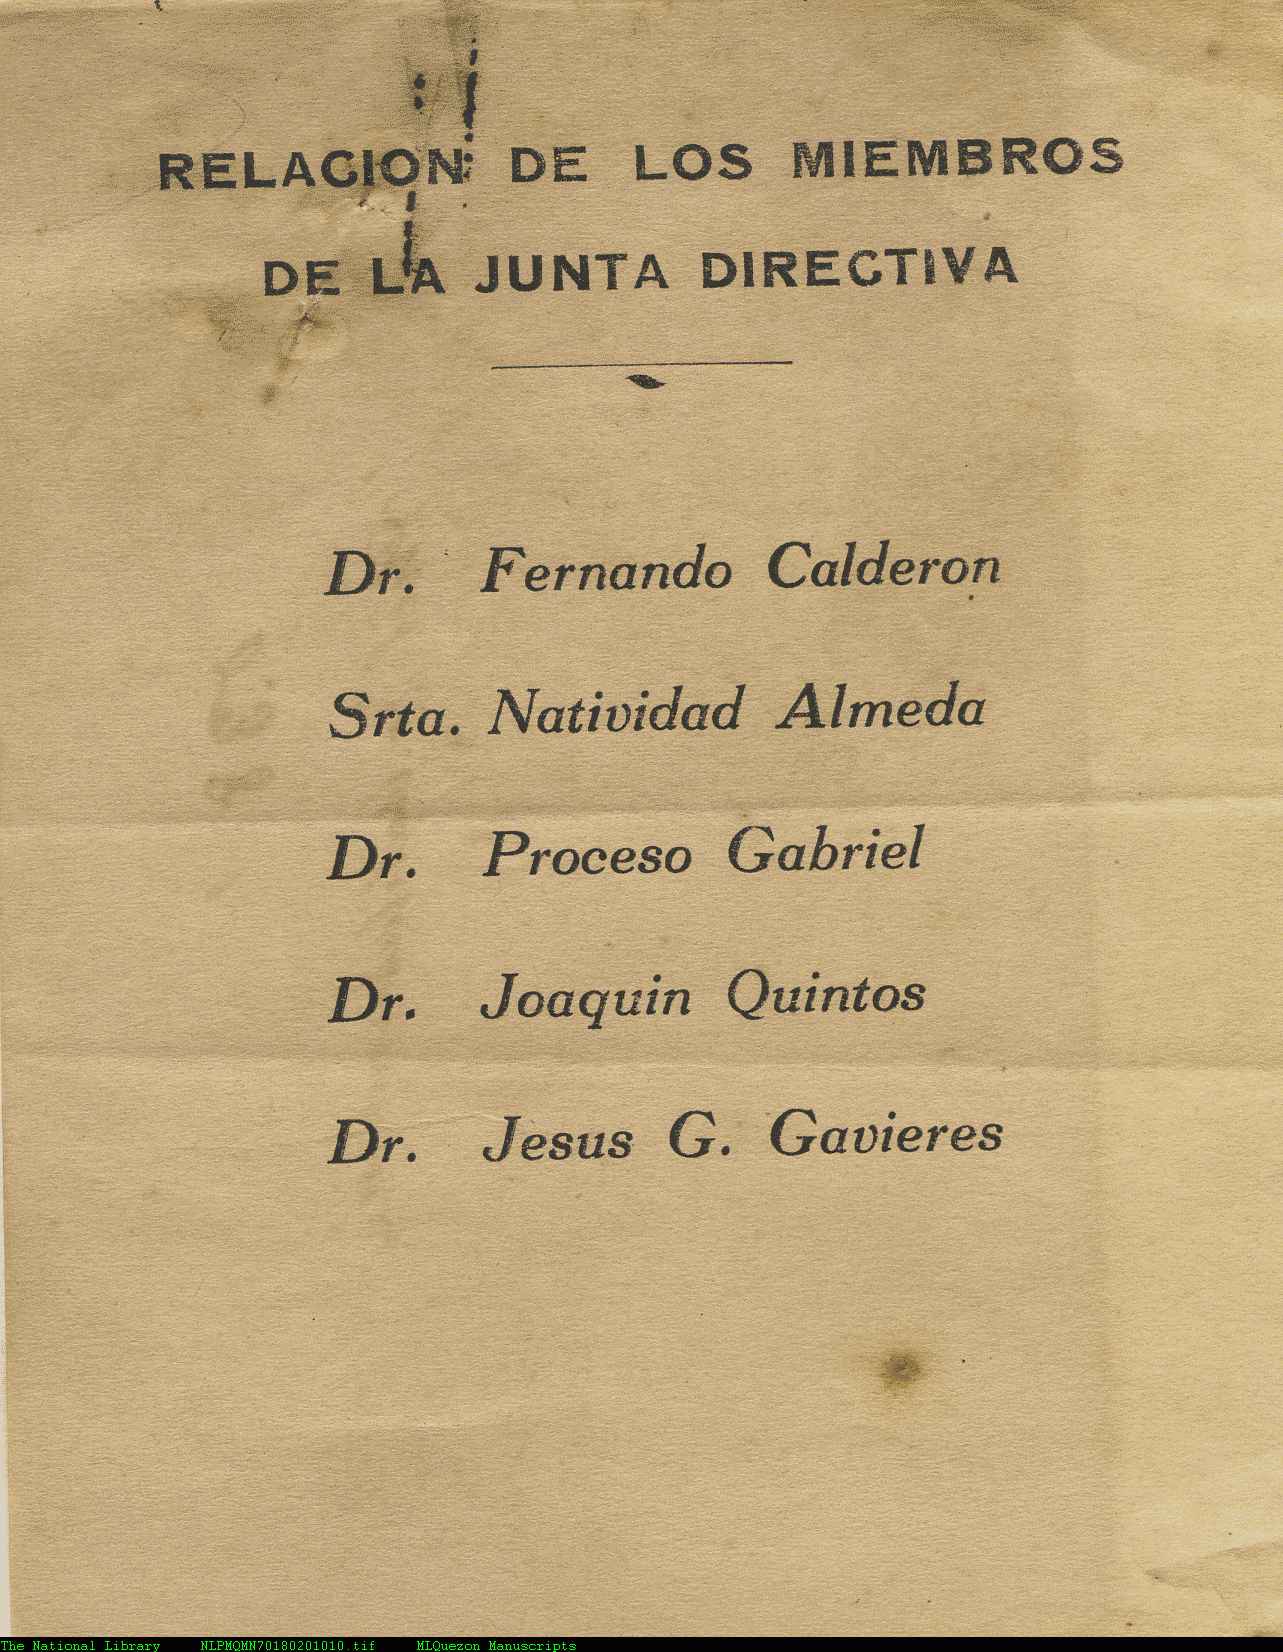 RELACION DE LOS MIEMBROS
DE LA JUNTA DIRECTIVA
Dr. Fernando Calderon
Srta. Natividad Almeda
Dr. Proceso Gabriel
Dr. Joaquin Quintos
Dr. Jesus G. Gavieres
The National Library NLPMQMN70180201010.tif MLQuezon Manuscripts